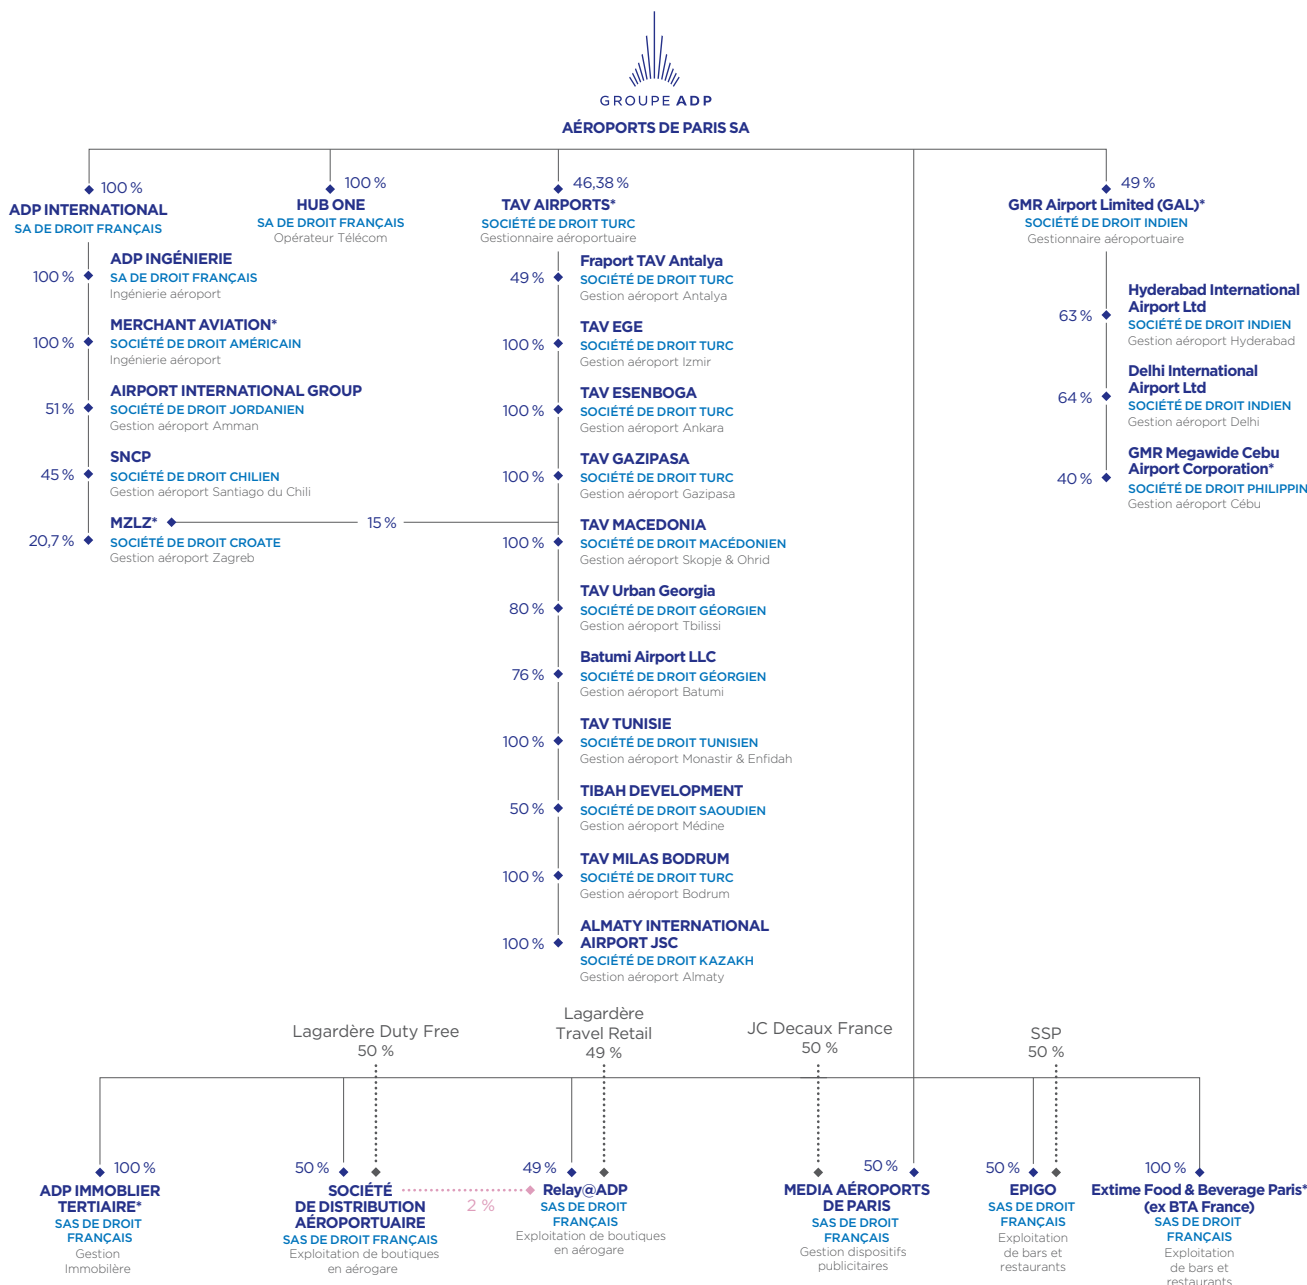 GROUPE ADP
AÉROPORTS DE PARIS SA
100 %
ADP INTERNATIONAL
SA DE DROIT FRANÇAIS
100 %
ADP INGÉNIERIE
SA DE DROIT FRANÇAIS
Ingénierie aéroport
100 %
MERCHANT AVIATION*
SOCIÉTÉ DE DROIT AMÉRICAIN
Ingénierie aéroport
51 %
AIRPORT INTERNATIONAL GROUP
SOCIÉTÉ DE DROIT JORDANIEN
Gestion aéroport Amman
45 %
SNCP
SOCIÉTÉ DE DROIT CHILIEN
Gestion aéroport Santiago du Chili
20,7 %
MZLZ*
SOCIÉTÉ DE DROIT CROATE
Gestion aéroport Zagreb
15 %
100 %
HUB ONE
SA DE DROIT FRANÇAIS
Opérateur Télécom
46,38 %
TAV AIRPORTS*
SOCIÉTÉ DE DROIT TURC
Gestionnaire aéroportuaire
49 %
Fraport TAV Antalya
SOCIÉTÉ DE DROIT TURC
Gestion aéroport Antalya
100 %
TAV EGE
SOCIÉTÉ DE DROIT TURC
Gestion aéroport Izmir
100 %
TAV ESENBOGA
SOCIÉTÉ DE DROIT TURC
Gestion aéroport Ankara
100 %
TAV GAZIPASA
SOCIÉTÉ DE DROIT TURC
Gestion aéroport Gazipasa
100 %
TAV MACEDONIA
SOCIÉTÉ DE DROIT MACÉDONIEN
Gestion aéroport Skopje & Ohrid
80 %
TAV Urban Georgia
SOCIÉTÉ DE DROIT GÉORGIEN
Gestion aéroport Tbilissi
76 %
Batumi Airport LLC
SOCIÉTÉ DE DROIT GÉORGIEN
Gestion aéroport Batumi
100 %
TAV TUNISIE
SOCIÉTÉ DE DROIT TUNISIEN
Gestion aéroport Monastir & Enfidah
50 %
TIBAH DEVELOPMENT
SOCIÉTÉ DE DROIT SAOUDIEN
Gestion aéroport Médine
100 %
TAV MILAS BODRUM
SOCIÉTÉ DE DROIT TURC
Gestion aéroport Bodrum
100 %
ALMATY INTERNATIONAL
AIRPORT JSC
SOCIÉTÉ DE DROIT KAZAKH
Gestion aéroport Almaty
49 %
GMR Airport Limited (GAL)*
SOCIÉTÉ DE DROIT INDIEN
Gestionnaire aéroportuaire
63 %
Hyderabad International
Airport Ltd
SOCIÉTÉ DE DROIT INDIEN
Gestion aéroport Hyderabad
64 %
Delhi International
Airport Ltd
SOCIÉTÉ DE DROIT INDIEN
Gestion aéroport Delhi
40 %
GMR Megawide Cebu
Airport Corporation*
SOCIÉTÉ DE DROIT PHILIPPIN
Gestion aéroport Cébu
Lagardère Duty Free
50 %
Lagardère
Travel Retail
49 %
JC Decaux France
50 %
SSP
50 %
100 %
ADP IMMOBLIER
TERTIAIRE*
SAS DE DROIT
FRANÇAIS
Gestion
Immobilère
50 %
SOCIÉTÉ
DE DISTRIBUTION
AÉROPORTUAIRE
SAS DE DROIT FRANÇAIS
Exploitation de boutiques
en aérogare
2 %
49 %
Relay@ADP
SAS DE DROIT
FRANÇAIS
Exploitation de boutiques
en aérogare
50 %
MEDIA AÉROPORTS
DE PARIS
SAS DE DROIT
FRANÇAIS
Gestion dispositifs
publicitaires
50 %
EPIGO
SAS DE DROIT
FRANÇAIS
Exploitation
de bars et
restaurants
100 %
Extime Food & Beverage Paris*
(ex BTA France)
SAS DE DROIT
FRANÇAIS
Exploitation
de bars et
restaurants